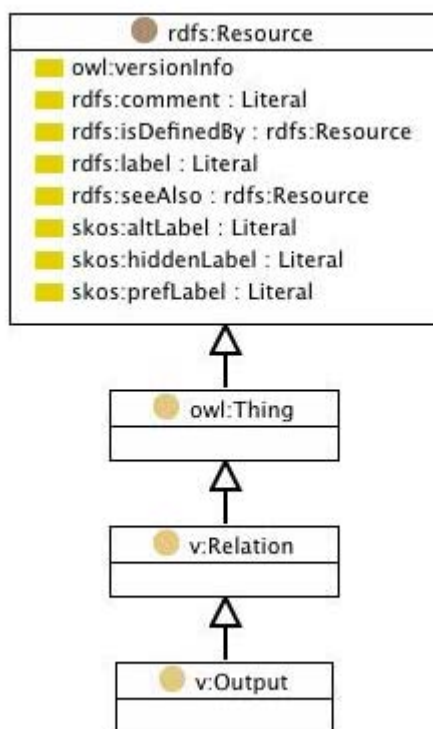 rdfs:Resource
owl:versionInfo
rdfs:comment : Literal
rdfs:isDefinedBy : rdfs:Resource
rdfs:label : Literal
rdfs:seeAlso : rdfs:Resource
skos:altLabel : Literal
skos:hiddenLabel : Literal
skos:prefLabel : Literal
owl:Thing
v:Relation
v:Output